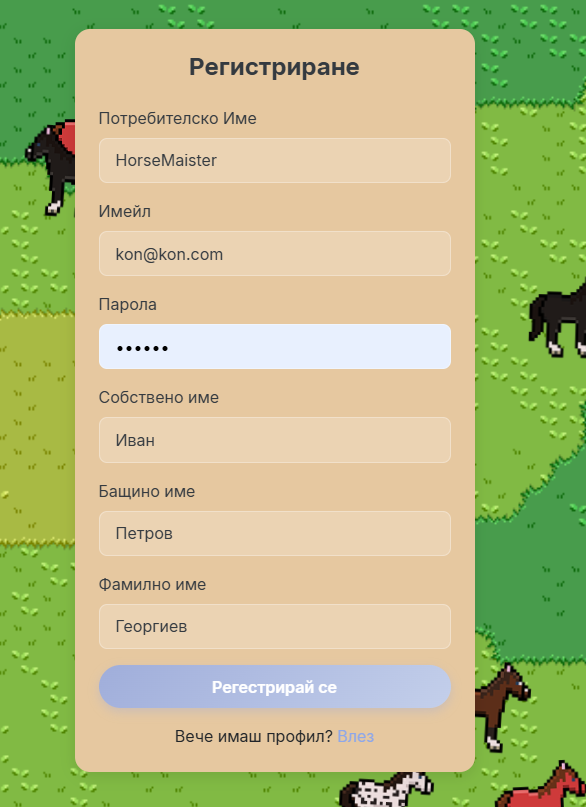 Регистриране
Потребителско Име
HorseMaister
Имейл
kon@kon.com
Парола
••••••
Собствено име
Иван
Бащино име
Петров
Фамилно име
Георгиев
Регестрирай се
Вече имаш профил? Влез